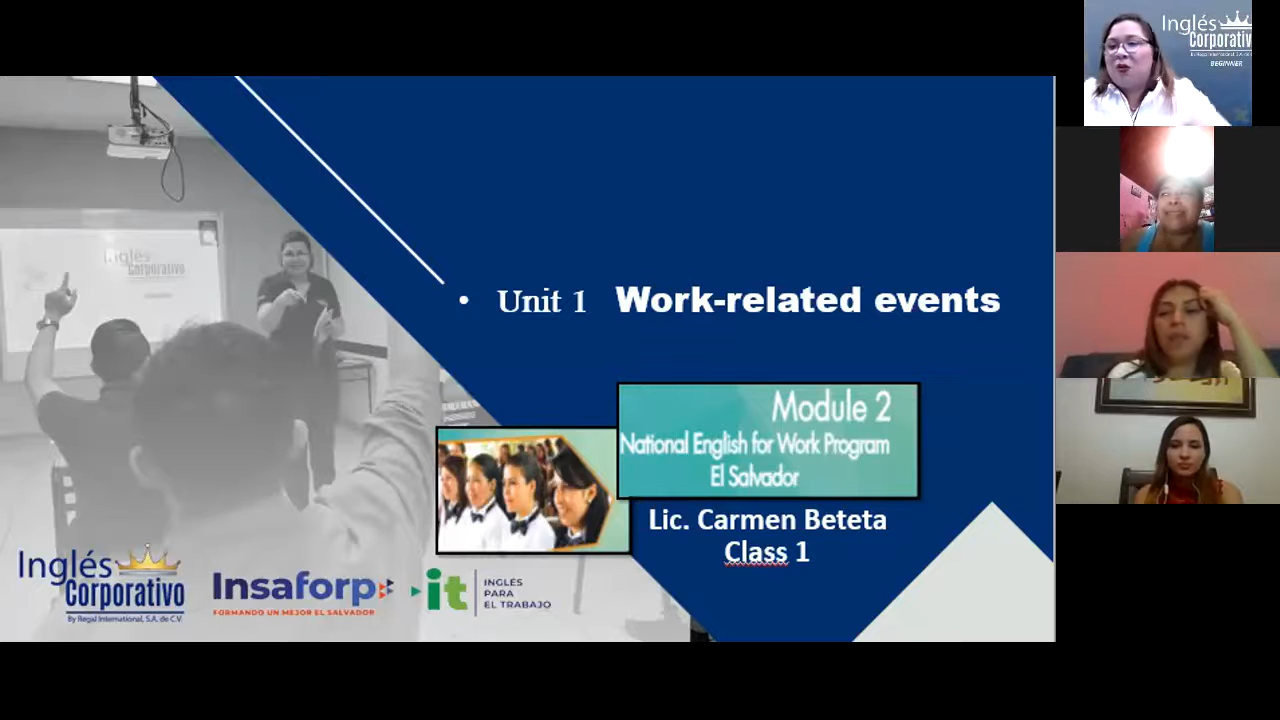 Inglés
Corporativo
BEGINNER
Inglés
Corporativo
• Unit 1 Work-related events
Module 2
National English for Work Program
El Salvador
Lic. Carmen Beteta
Class 1
Inglés
Corporativo
By Regal International, S.A. de C.V.
Insaforp
FORMANDO UN MEJOR EL SALVADOR
it
INGLÉS
PARA
EL TRABAJO